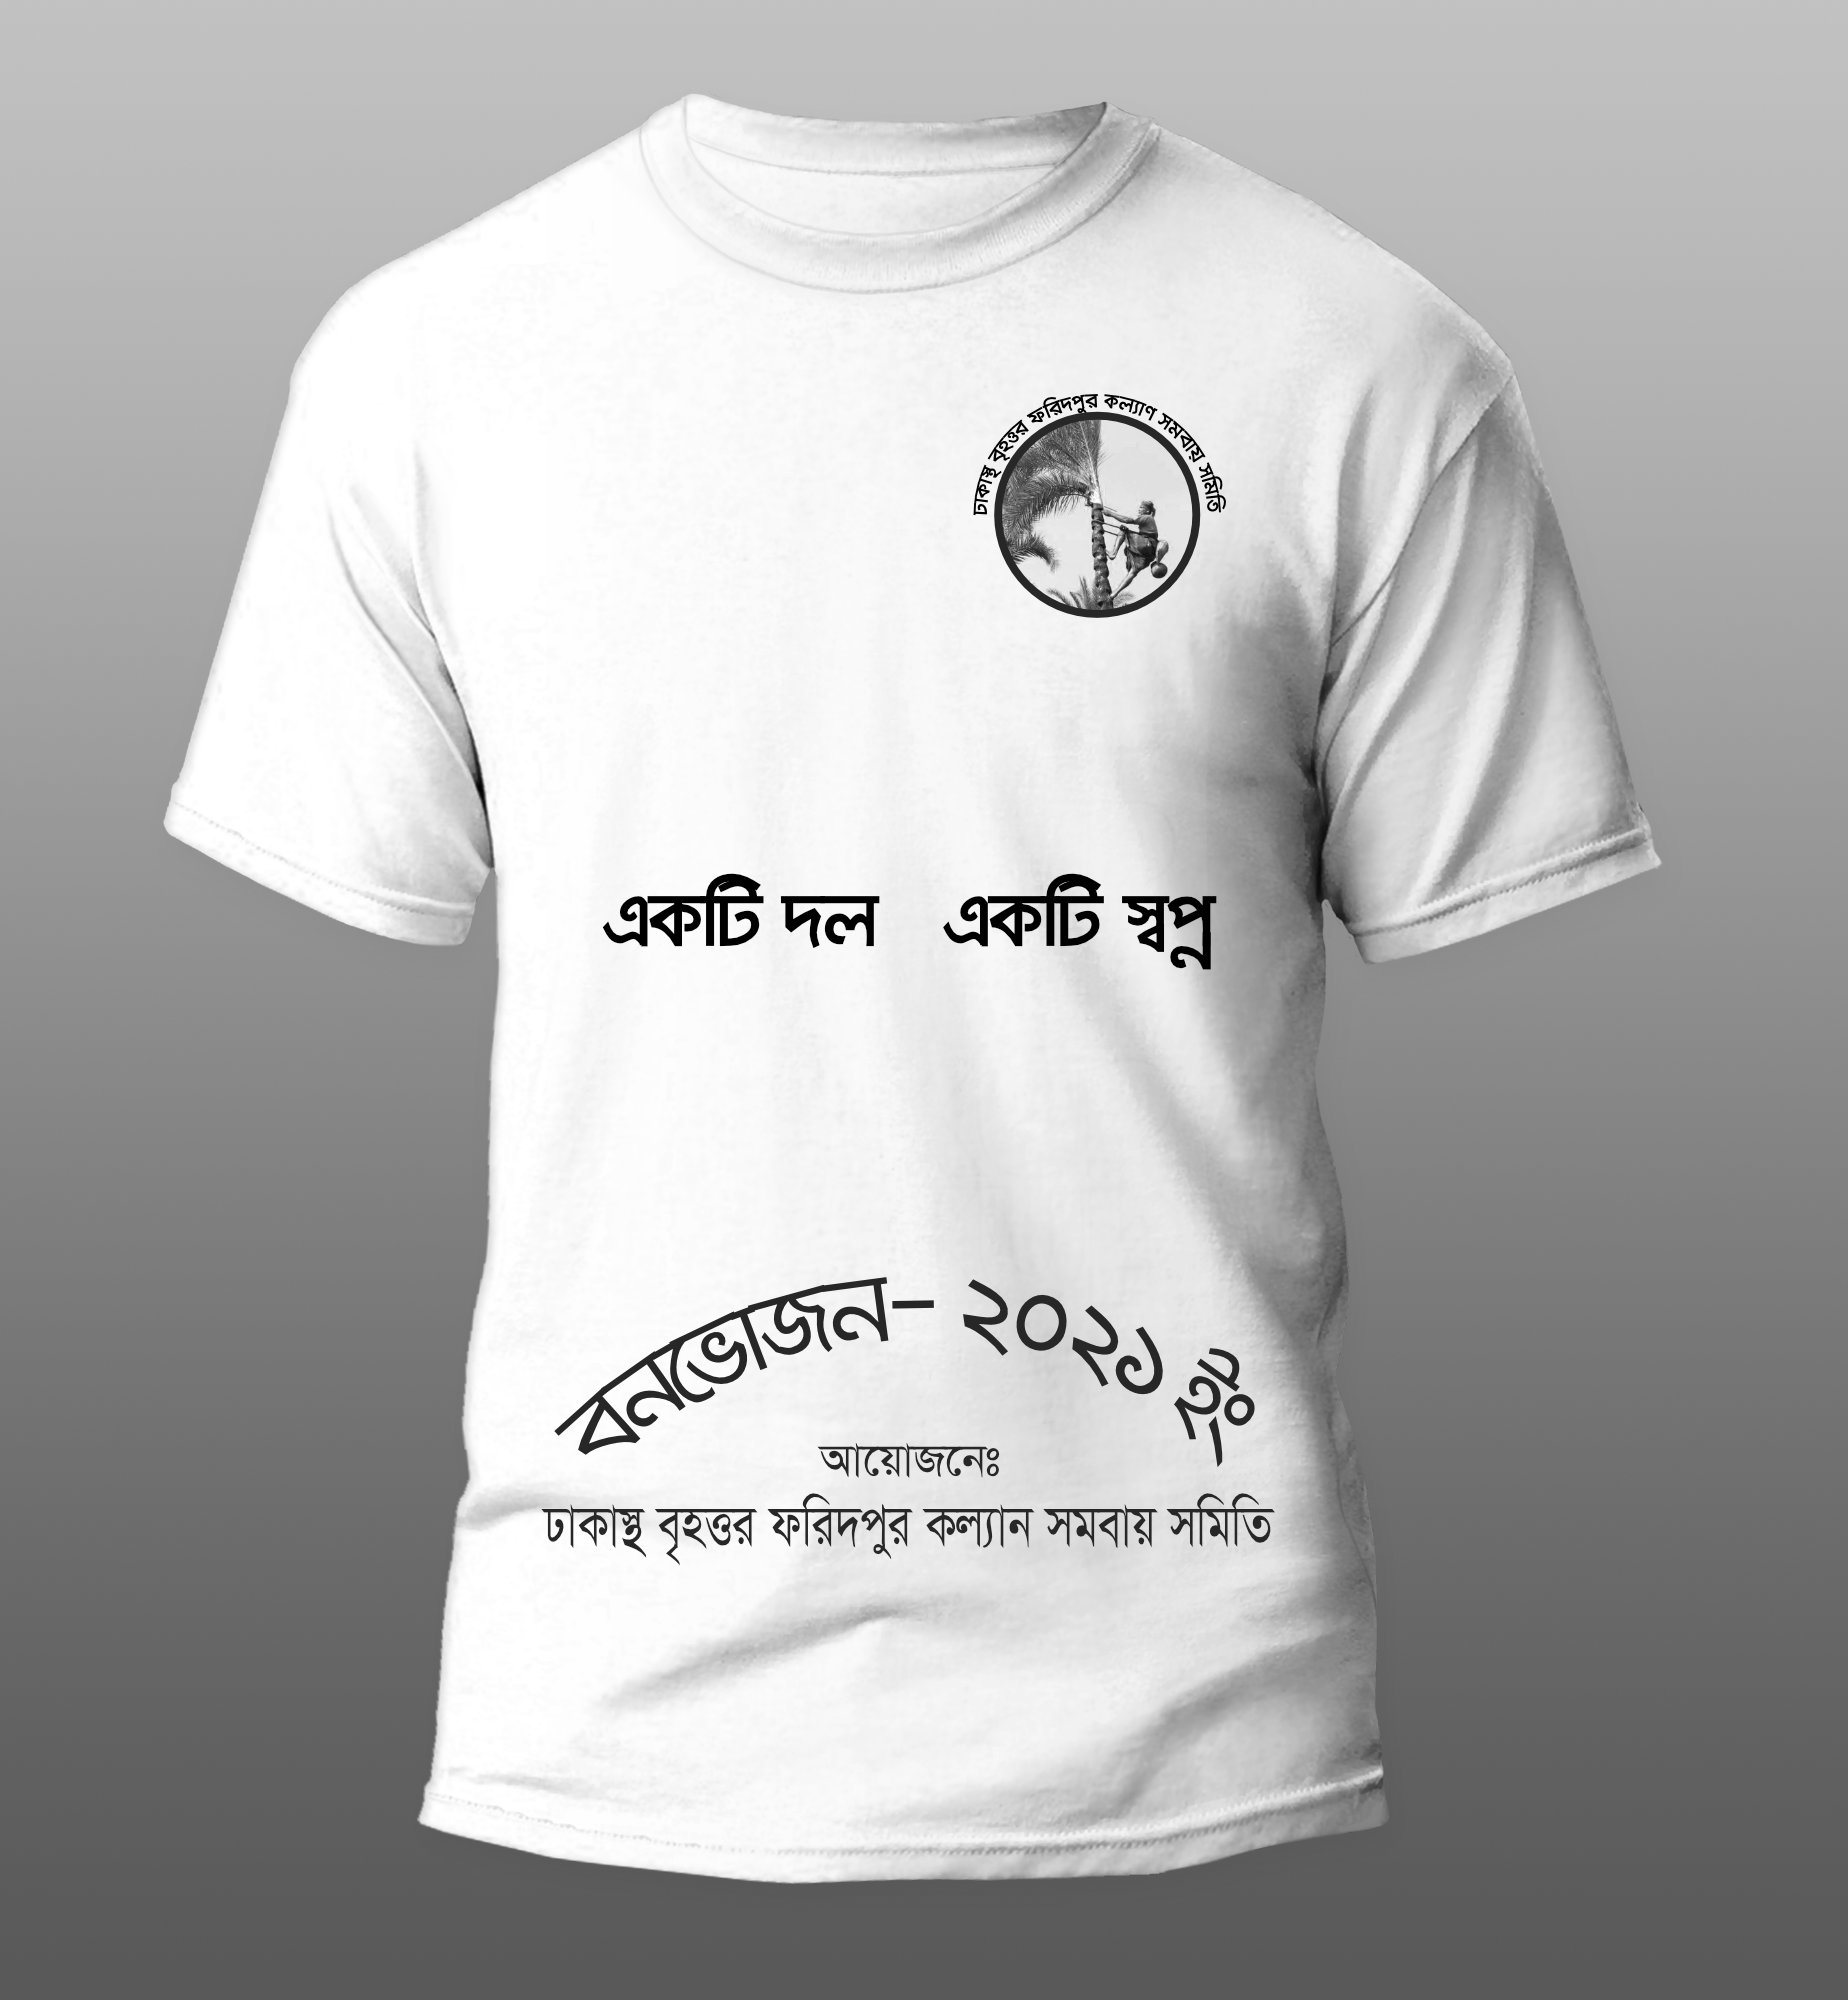 ঢাকাস্থ বৃহত্তর ফরিদপুর কল্যাণ সমবায় সমিতি
একটি দল একটি স্বপ্ন
বনভোজন- ২০২১ ইং
আয়োজনেঃ
ঢাকাস্থ বৃহত্তর ফরিদপুর কল্যান সমবায় সমিতি